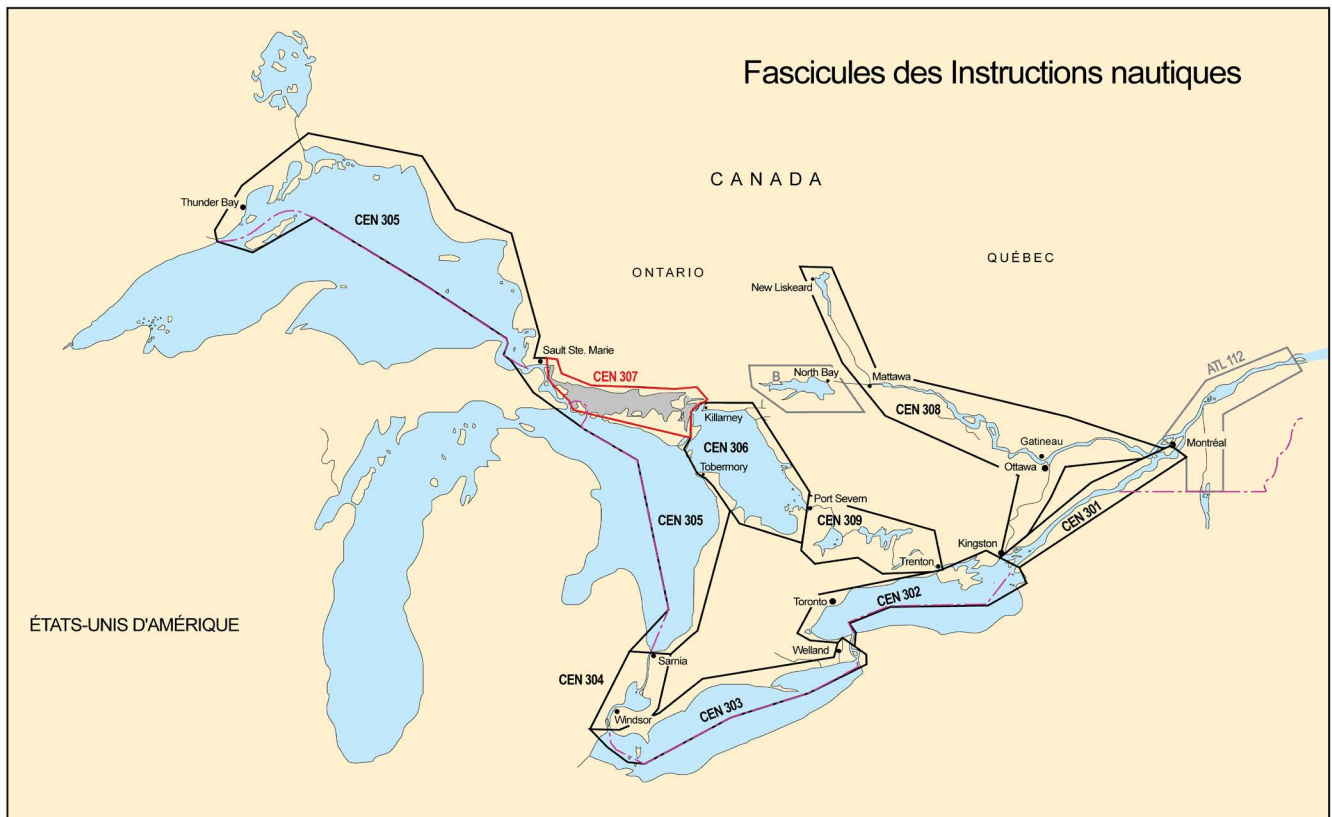 Fascicules des Instructions nautiques
CANADA
Thunder Bay
CEN 305
ONTARIO
QUÉBEC
New Liskeard
Sault Ste. Marie
ATL 112
CEN 307
B
North Bay
Mattawa
CEN 308
Killarney
CEN 306
Gatineau
Montréal
Ottawa
Tobermory
Port Severn
CEN 305
CEN 309
CEN 301
Kingston
Trenton
CEN 302
Toronto
ÉTATS-UNIS D'AMÉRIQUE
Welland
Sarnia
CEN 304
CEN 303
Windsor